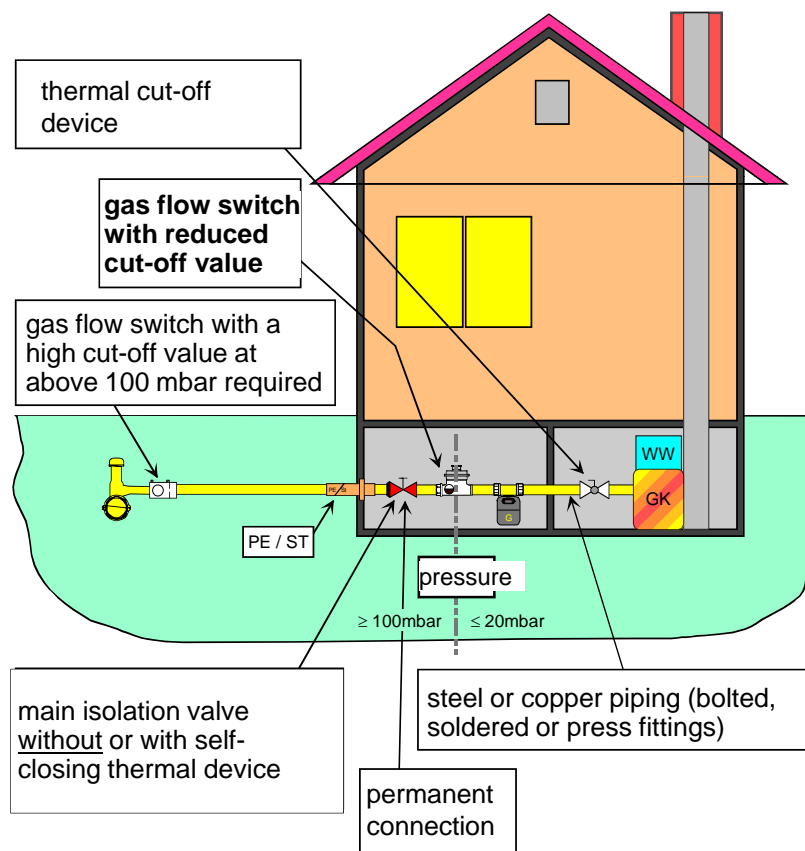 thermal cut-off
device
gas flow switch
with reduced
cut-off value
gas flow switch with a
high cut-off value at
above 100 mbar required
WW
GK
PE / St
G
PE / ST
pressure
≥ 100mbar
≤ 20mbar
main isolation valve
without or with self-
closing thermal device
permanent
connection
steel or copper piping (bolted,
soldered or press fittings)